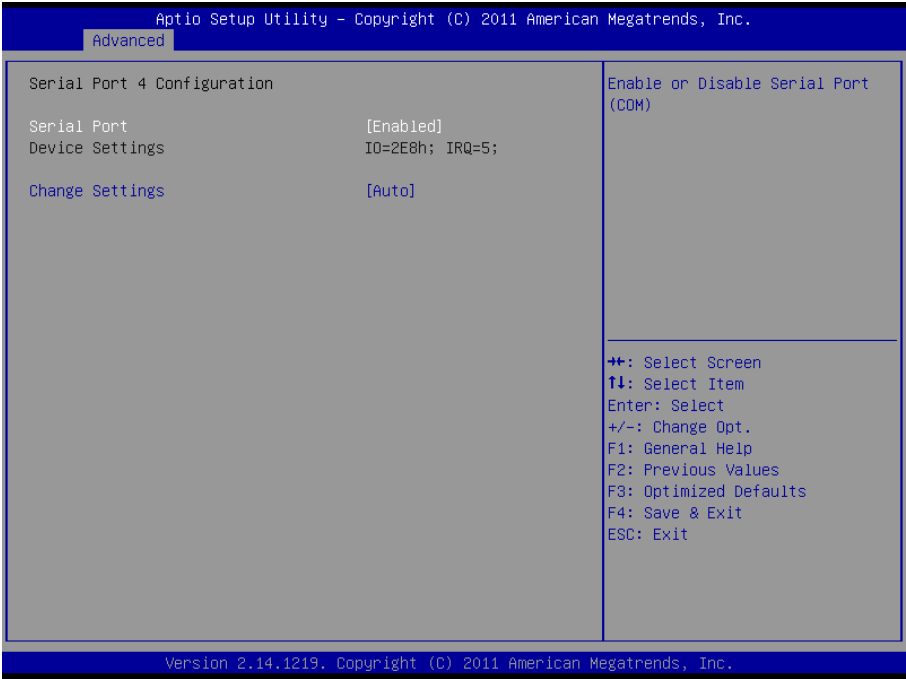 Aptio Setup Utility – Copyright (C) 2011 American Megatrends, Inc.
Advanced
Serial Port 4 Configuration
Serial Port [Enabled]
Device Settings IO=2E8h; IRQ=5;
Change Settings [Auto]
Enable or Disable Serial Port
(COM)
→←: Select Screen
↑↓: Select Item
Enter: Select
+/-: Change Opt.
F1: General Help
F2: Previous Values
F3: Optimized Defaults
F4: Save & Exit
ESC: Exit
Version 2.14.1219. Copyright (C) 2011 American Megatrends, Inc.